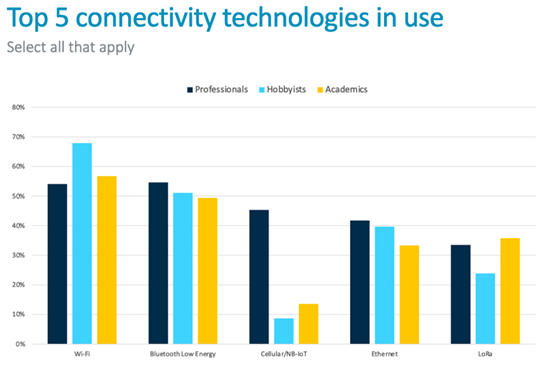 Top 5 connectivity technologies in use
Select all that apply
Professionals Hobbyists Academics
80%
70%
60%
50%
40%
30%
20%
10%
0%
Wi-Fi Bluetooth Low Energy Cellular/NB-IoT Ethernet LoRa